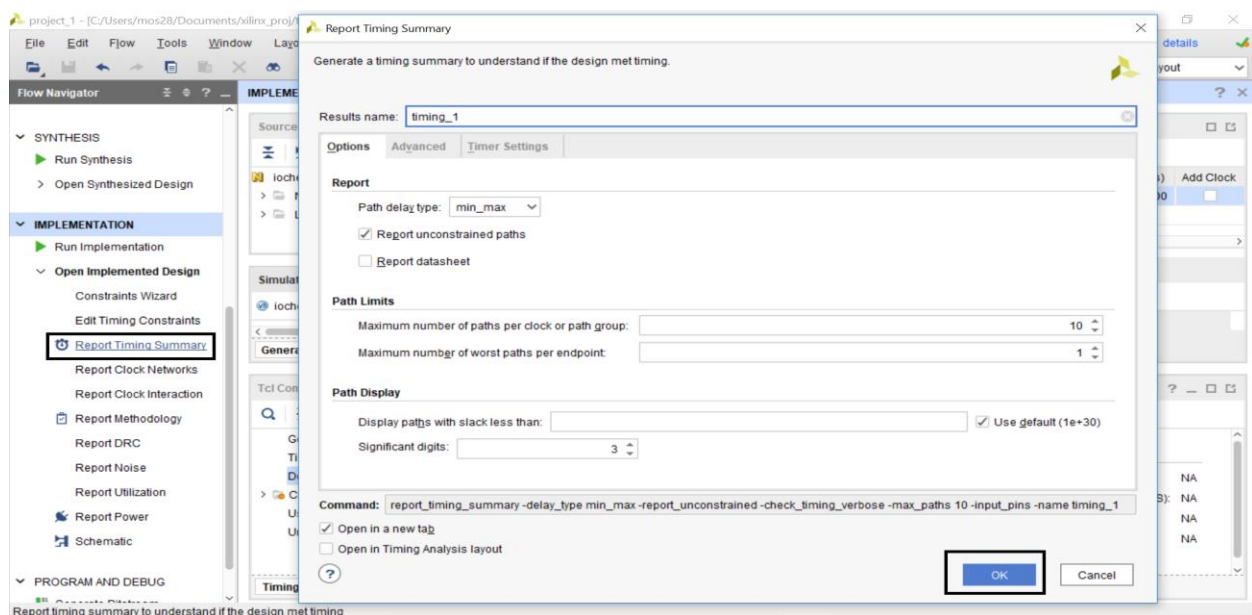 project_1 - [C:/Users/mos28/Documents/xilinx_proj/
File Edit Flow Tools Window
details
Flow Navigator
SYNTHESIS
Run Synthesis
Open Synthesized Design
IMPLEMENTATION
Run Implementation
Open Implemented Design
Constraints Wizard
Edit Timing Constraints
Report Timing Summary
Report Clock Networks
Report Clock Interaction
Report Methodology
Report DRC
Report Noise
Report Utilization
Report Power
Schematic
PROGRAM AND DEBUG
Report timing summary to understand if the design met timing
IMPLEME
Source
Simulat
Genera
Tcl Con
Timing
Report Timing Summary
Generate a timing summary to understand if the design met timing.
Results name: timing_1
Options Advanced Timer Settings
Report
Path delay type: min_max
Report unconstrained paths
Report datasheet
Path Limits
Maximum number of paths per clock or path group: 10
Maximum number of worst paths per endpoint: 1
Path Display
Display paths with slack less than: Use default (1e+30)
Significant digits: 3
Command: report_timing_summary -delay_type min_max -report_unconstrained -check_timing_verbose -max_paths 10 -input_pins -name timing_1
Open in a new tab
Open in Timing Analysis layout
? OK Cancel
yout
Add Clock
NA
S): NA
NA
NA